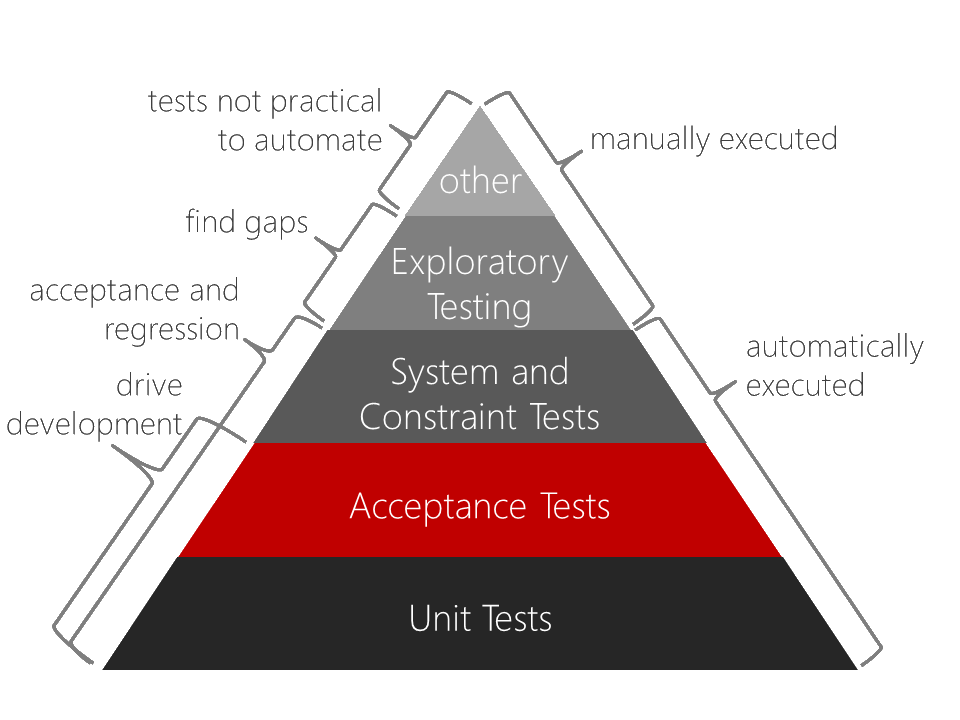 tests not practical
to automate
manually executed
other
find gaps
Exploratory
Testing
acceptance and
regression
automatically
executed
System and
Constraint Tests
drive
development
Acceptance Tests
Unit Tests